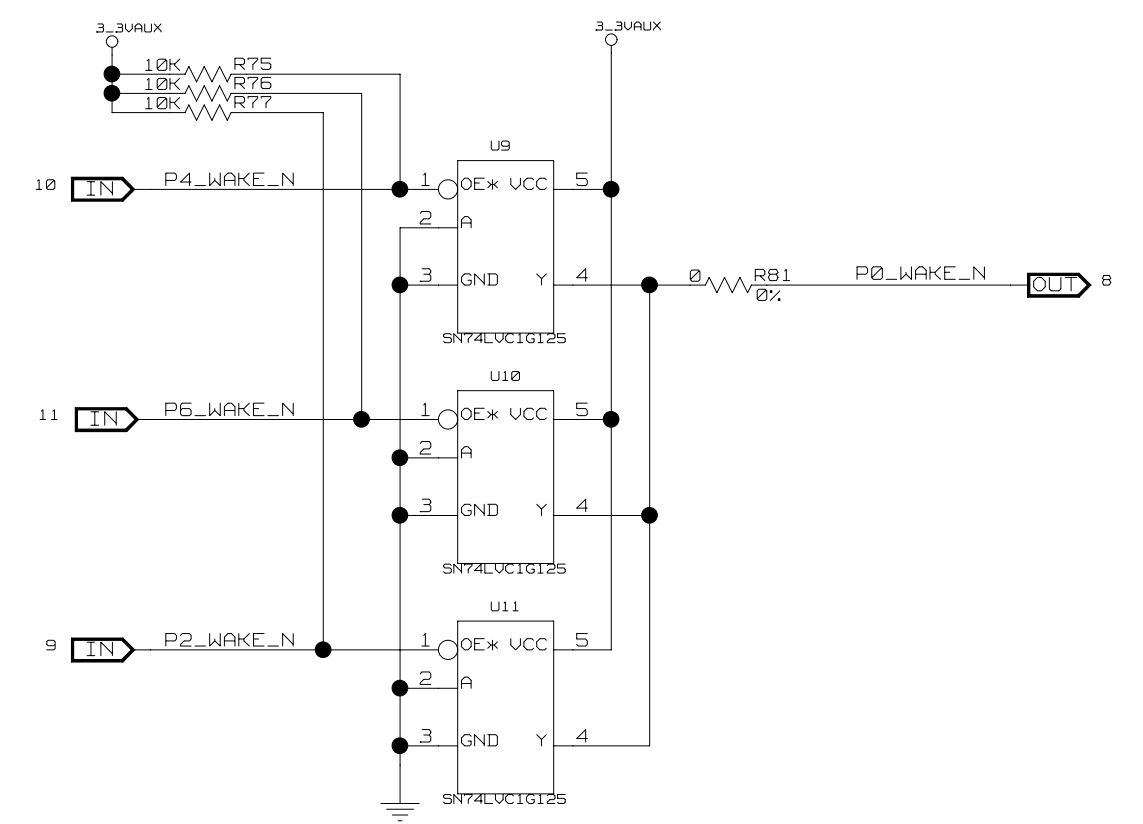 3_3VAUX
3_3VAUX
10K R75
10K R76
10K R77
U9
10 IN P4_WAKE_N 1 OE* VCC 5
2 A
3 GND Y 4 0 R81 P0_WAKE_N OUT 8
0%
SN74LVC1G125
U10
11 IN P6_WAKE_N 1 OE* VCC 5
2 A
3 GND Y 4
SN74LVC1G125
U11
9 IN P2_WAKE_N 1 OE* VCC 5
2 A
3 GND Y 4
SN74LVC1G125